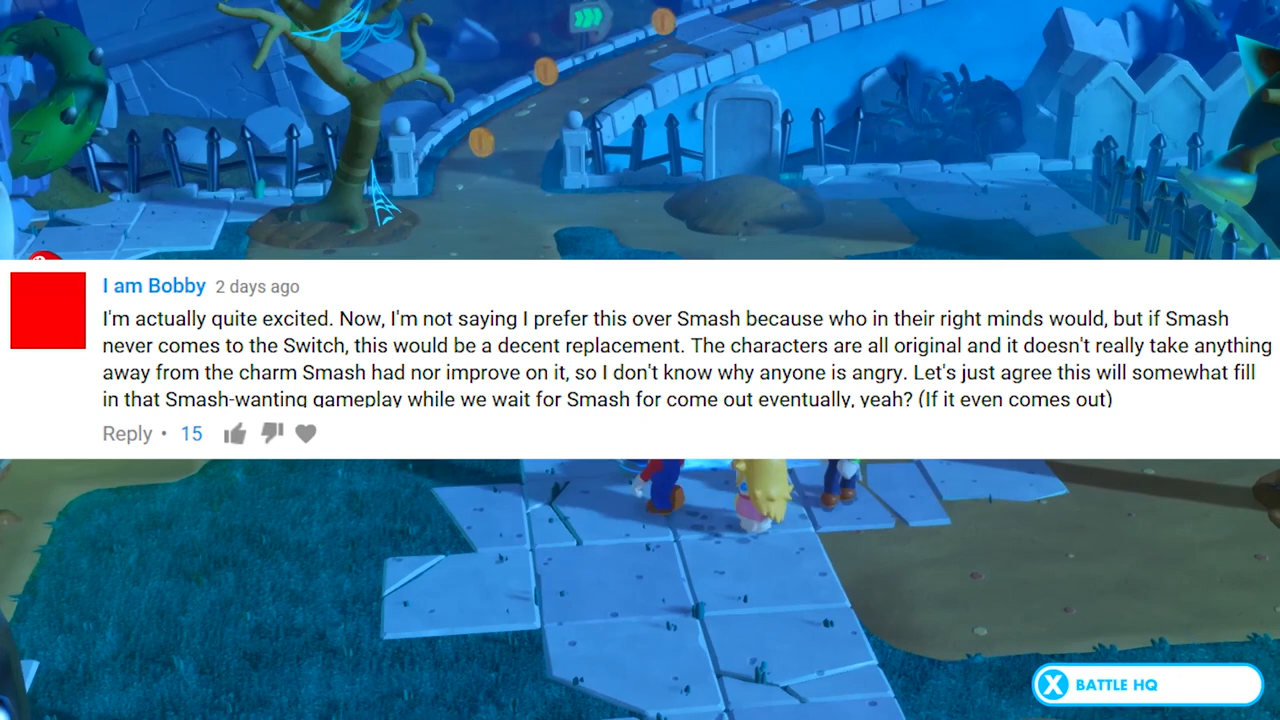 I am Bobby 2 days ago
I'm actually quite excited. Now, I'm not saying I prefer this over Smash because who in their right minds would, but if Smash
never comes to the Switch, this would be a decent replacement. The characters are all original and it doesn't really take anything
away from the charm Smash had nor improve on it, so I don't know why anyone is angry. Let's just agree this will somewhat fill
in that Smash-wanting gameplay while we wait for Smash for come out eventually, yeah? (If it even comes out)
Reply • 15
X BATTLE HQ